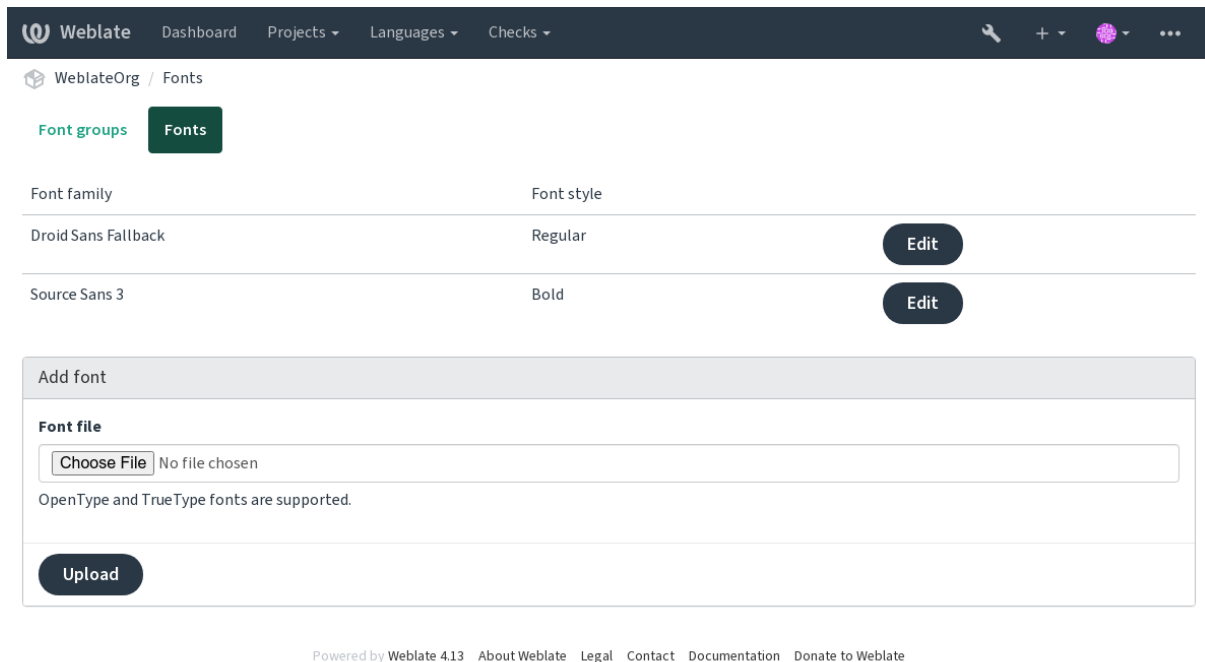 Weblate Dashboard Projects Languages Checks
WeblateOrg / Fonts
Font groups Fonts
Font family Font style
Droid Sans Fallback Regular Edit
Source Sans 3 Bold Edit
Add font
Font file
Choose File No file chosen
OpenType and TrueType fonts are supported.
Upload
Powered by Weblate 4.13 About Weblate Legal Contact Documentation Donate to Weblate